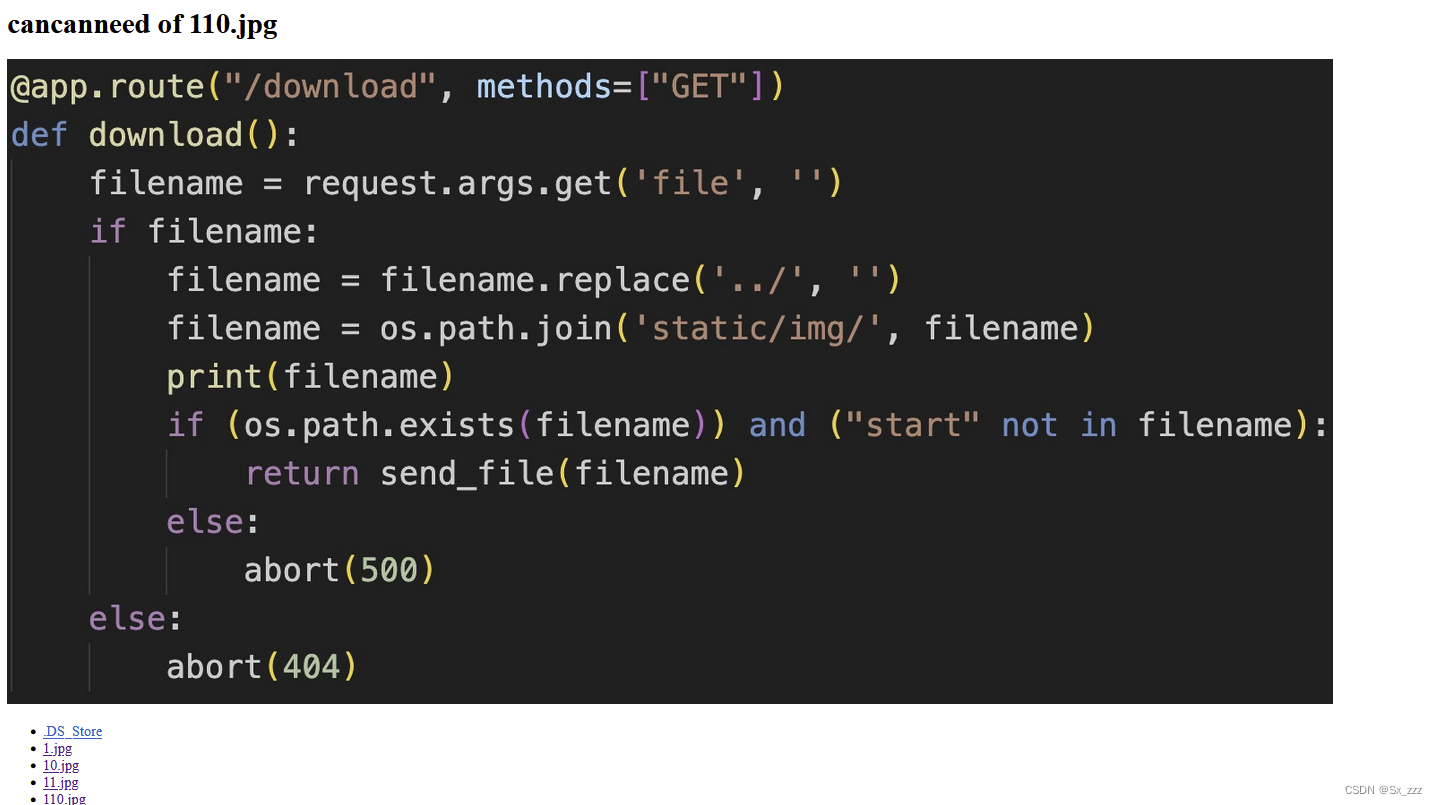 cancanneed of 110.jpg
@app.route("/download", methods=["GET"])
def download():
    filename = request.args.get('file', '')
    if filename:
        filename = filename.replace('../', '')
        filename = os.path.join('static/img/', filename)
        print(filename)
        if (os.path.exists(filename)) and ("start" not in filename):
            return send_file(filename)
        else:
            abort(500)
    else:
        abort(404)
.DS_Store
1.jpg
10.jpg
11.jpg
110.jpg
CSDN @Sx_zzz